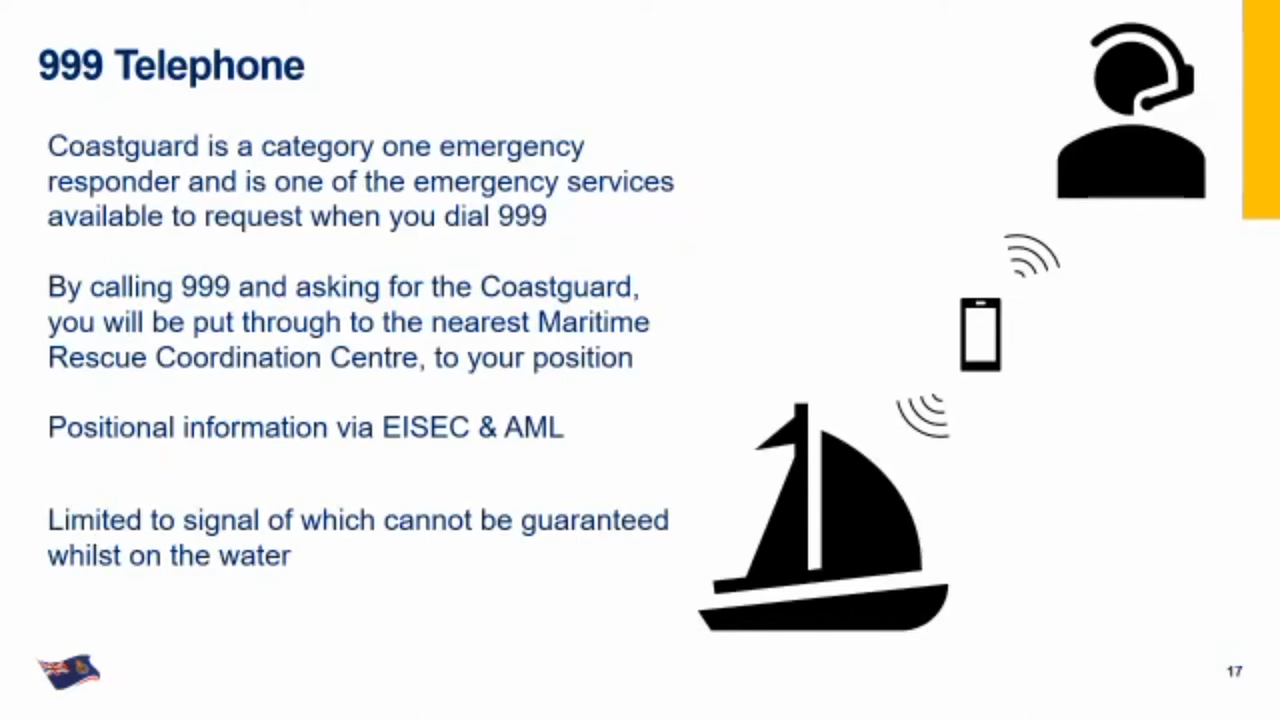 999 Telephone
Coastguard is a category one emergency
responder and is one of the emergency services
available to request when you dial 999
By calling 999 and asking for the Coastguard,
you will be put through to the nearest Maritime
Rescue Coordination Centre, to your position
Positional information via EISEC & AML
Limited to signal of which cannot be guaranteed
whilst on the water
17